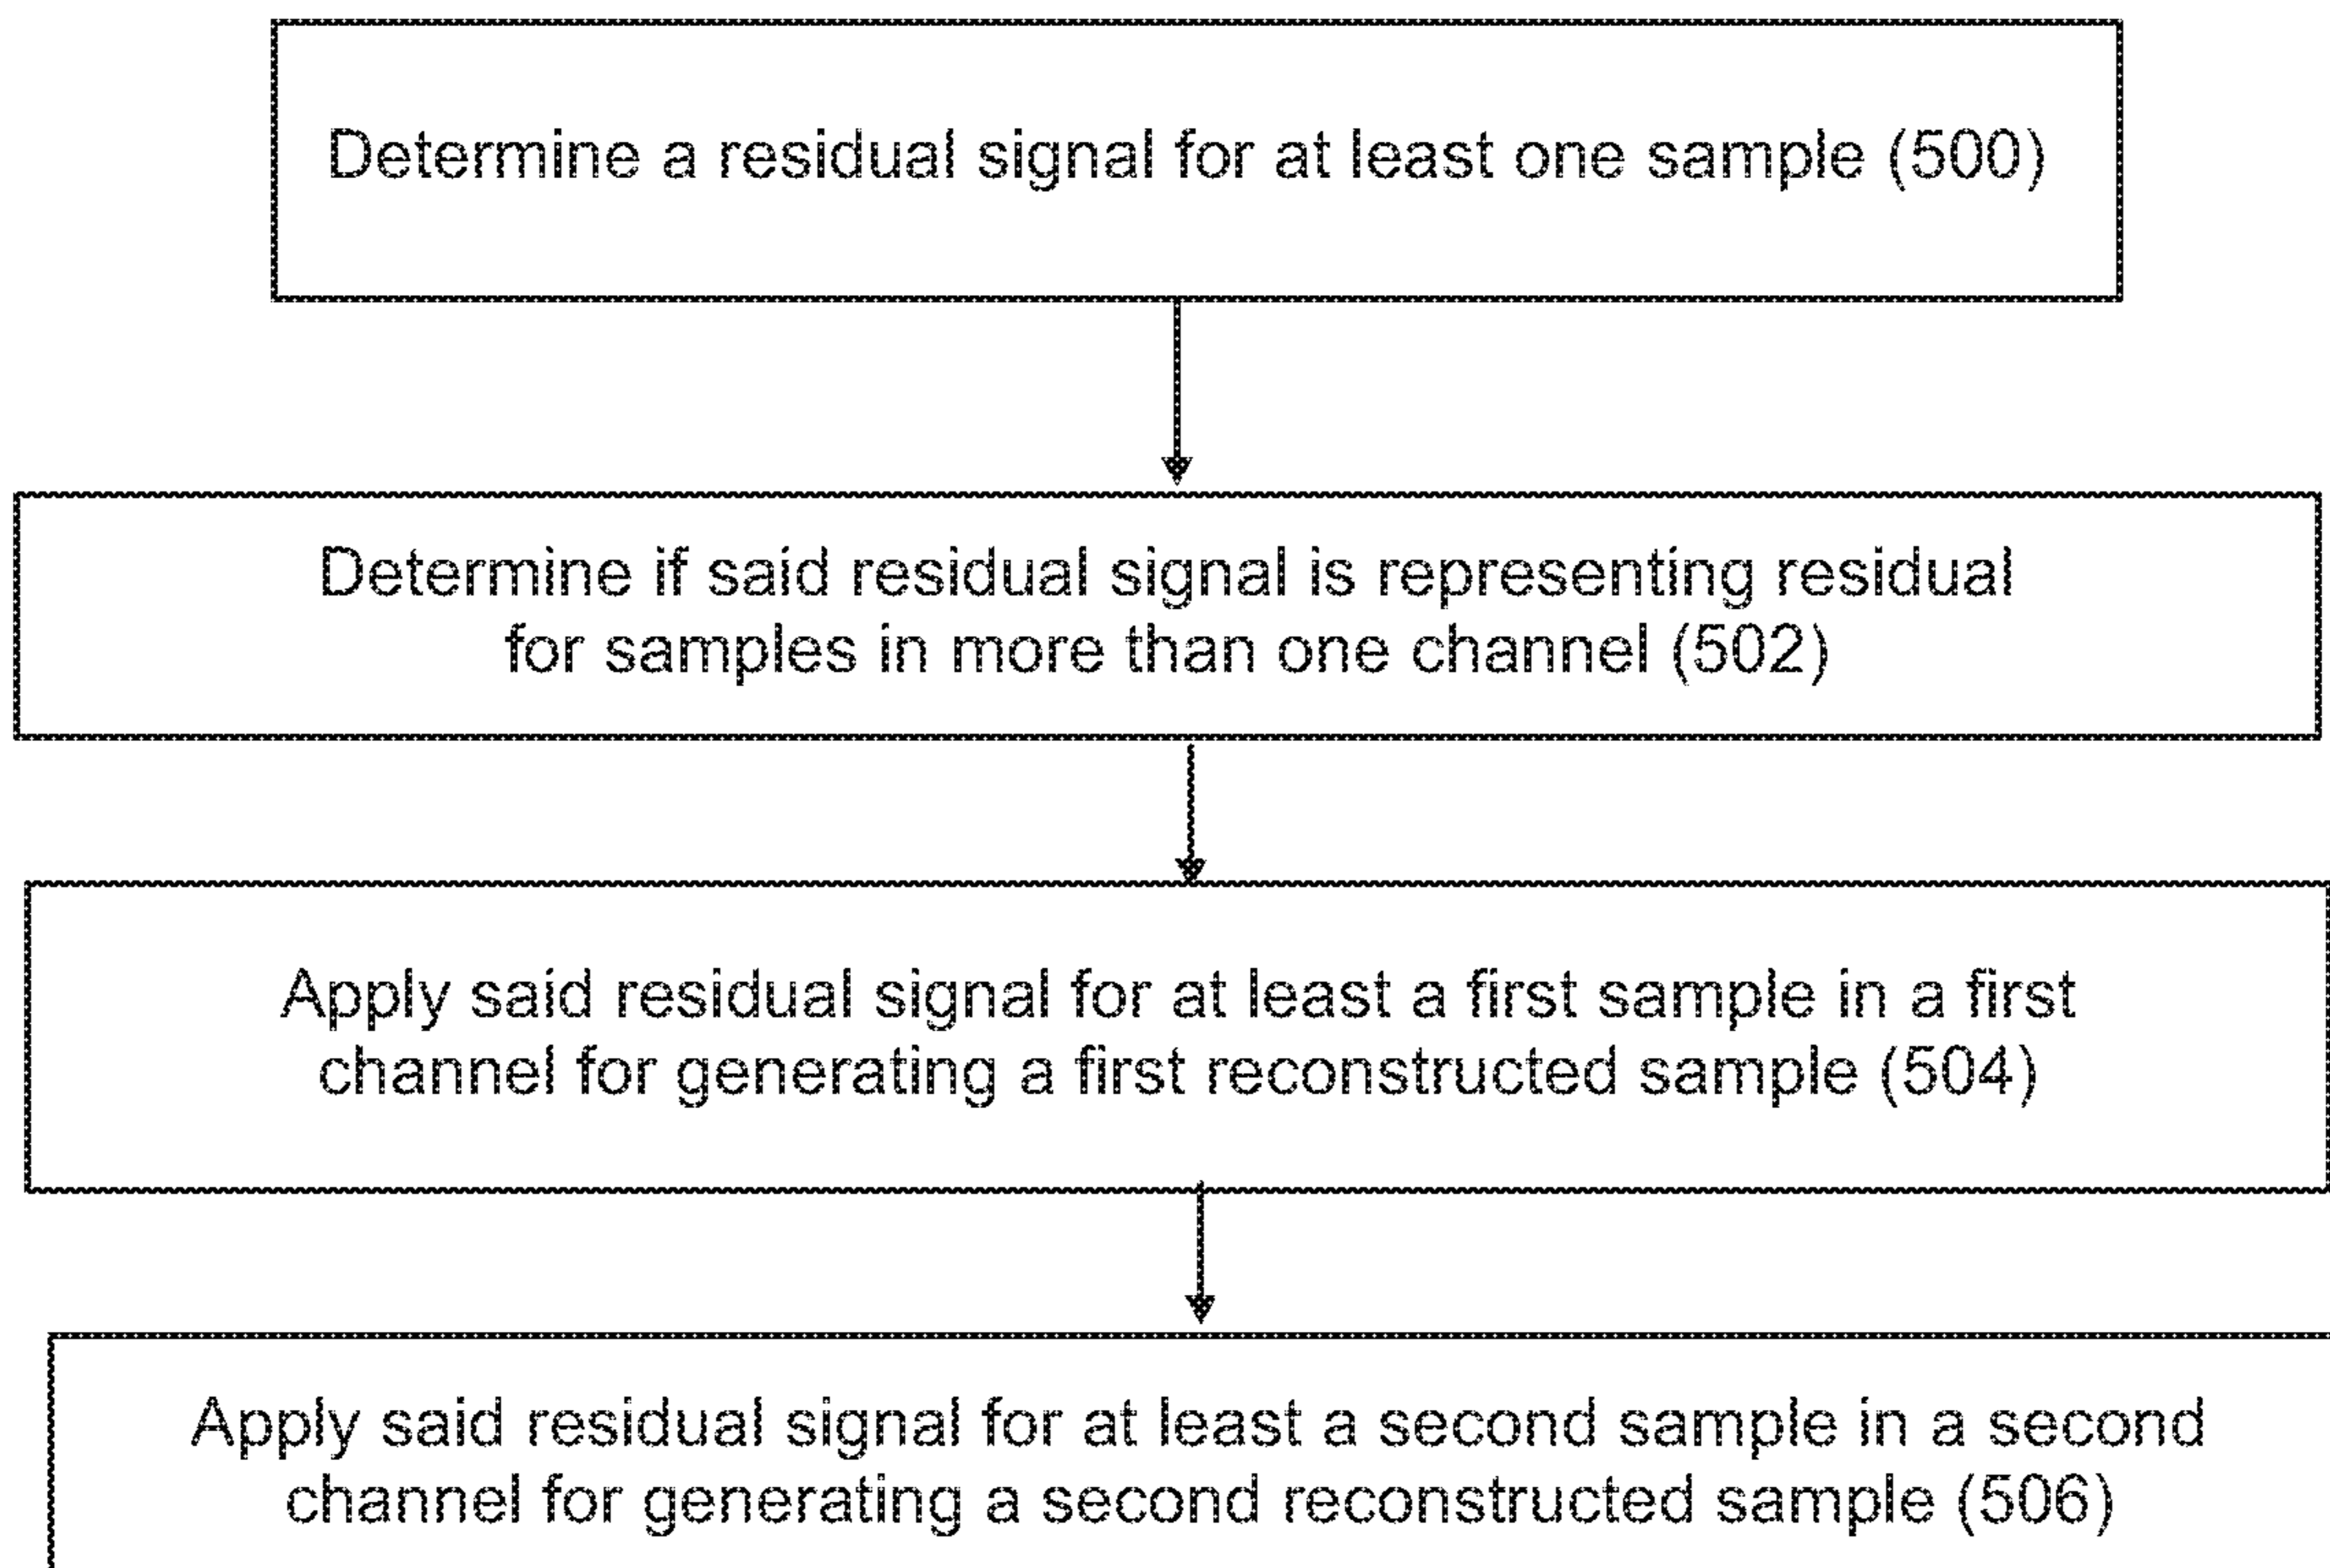 Determine a residual signal for at least one sample (500)
Determine if said residual signal is representing residual
for samples in more than one channel (502)
Apply said residual signal for at least a first sample in a first
channel for generating a first reconstructed sample (504)
Apply said residual signal for at least a second sample in a second
channel for generating a second reconstructed sample (506)